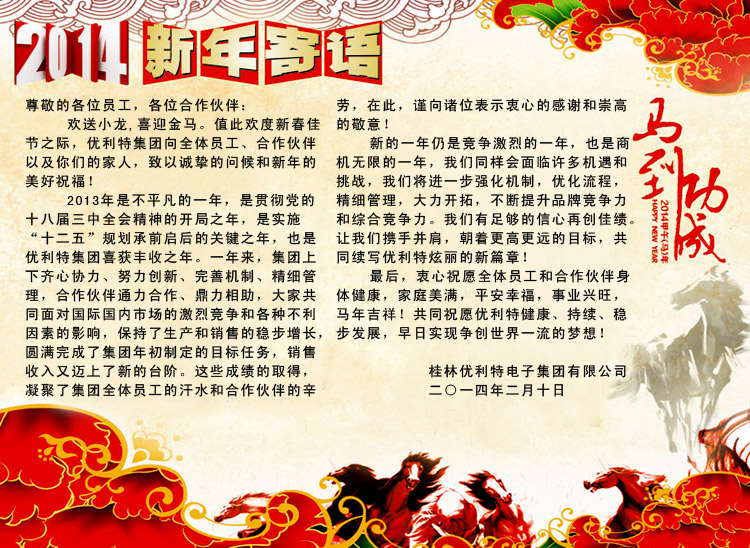 2014新年寄语
尊敬的各位员工，各位合作伙伴：
欢送小龙,喜迎金马。值此欢度新春佳
节之际，优利特集团向全体员工、合作伙伴
以及你们的家人，致以诚挚的问候和新年的
美好祝福！
2013年是不平凡的一年，是贯彻党的
十八届三中全会精神的开局之年，是实施
“十二五”规划承前启后的关键之年，也是
优利特集团喜获丰收之年。一年来，集团上
下齐心协力、努力创新、完善机制、精细管
理，合作伙伴通力合作、鼎力相助，大家共
同面对国际国内市场的激烈竞争和各种不利
因素的影响，保持了生产和销售的稳步增长，
圆满完成了集团年初制定的目标任务，销售
收入又迈上了新的台阶。这些成绩的取得，
凝聚了集团全体员工的汗水和合作伙伴的辛
劳，在此，谨向诸位表示衷心的感谢和崇高
的敬意！
新的一年仍是竞争激烈的一年，也是商
机无限的一年，我们同样会面临许多机遇和
挑战，我们将进一步强化机制，优化流程，
精细管理，大力开拓，不断提升品牌竞争力
和综合竞争力。我们有足够的信心再创佳绩。
让我们携手并肩，朝着更高更远的目标，共
同续写优利特炫丽的新篇章！
最后，衷心祝愿全体员工和合作伙伴身
体健康，家庭美满，平安幸福，事业兴旺，
马年吉祥！共同祝愿优利特健康、持续、稳
步发展，早日实现争创世界一流的梦想！
桂林优利特电子集团有限公司
二〇一四年二月十日
马到功成
2014甲午(马)年
HAPPY NEW YEAR